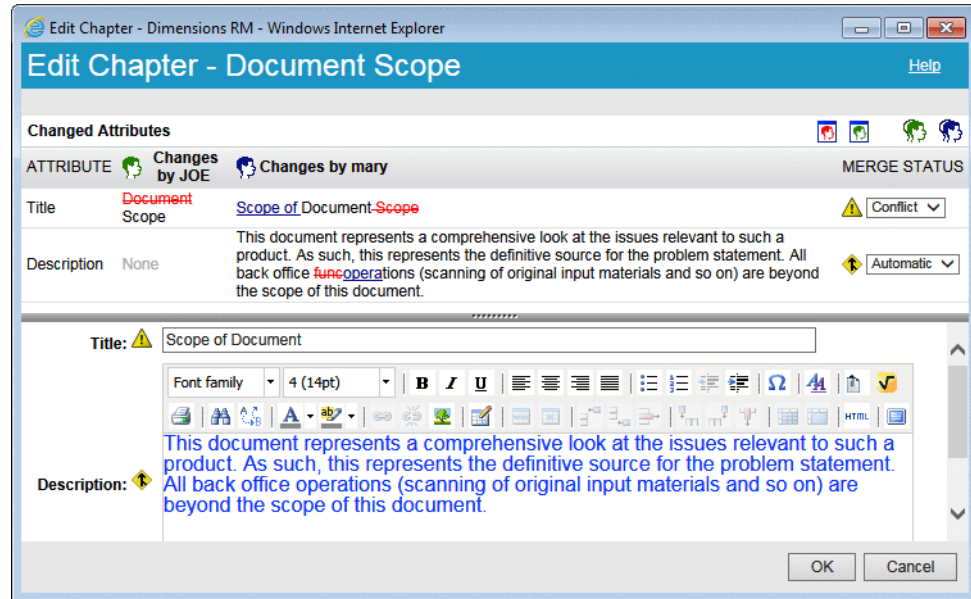 Edit Chapter - Dimensions RM - Windows Internet Explorer
Edit Chapter - Document Scope
Help
Changed Attributes
ATTRIBUTE Changes by JOE Changes by mary MERGE STATUS
Title Document Scope Scope of Document Scope Conflict
Description None This document represents a comprehensive look at the issues relevant to such a
product. As such, this represents the definitive source for the problem statement. All
back office funcoperations (scanning of original input materials and so on) are beyond
the scope of this document.
Automatic
Title: Scope of Document
Font family 4 (14pt) B I U Ω A
A ab HTML
Description:
This document represents a comprehensive look at the issues relevant to such a
product. As such, this represents the definitive source for the problem statement.
All back office operations (scanning of original input materials and so on) are
beyond the scope of this document.
OK Cancel